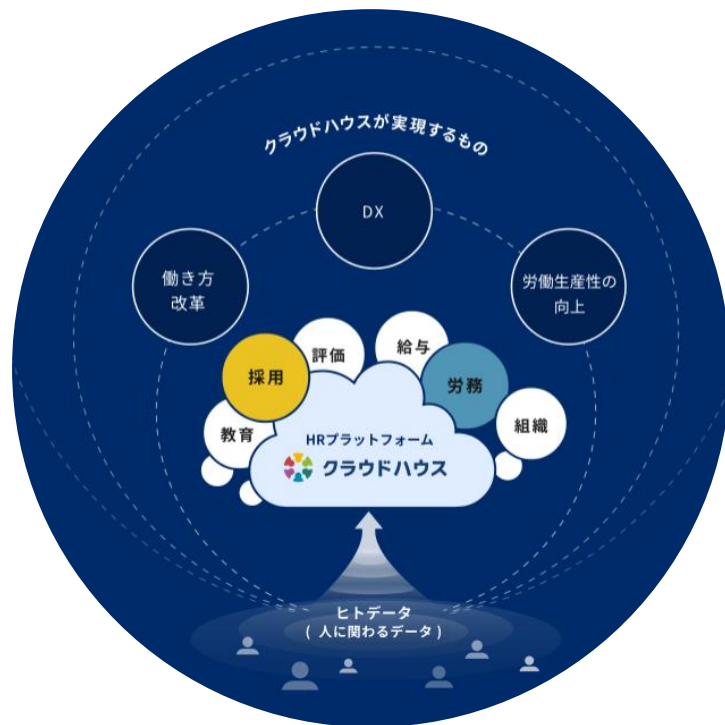 クラウドハウスが実現するもの
DX
働き方
改革
労働生産性の
向上
評価
給与
採用
労務
教育
組織
HRプラットフォーム
クラウドハウス
ヒトデータ
( 人に関わるデータ )